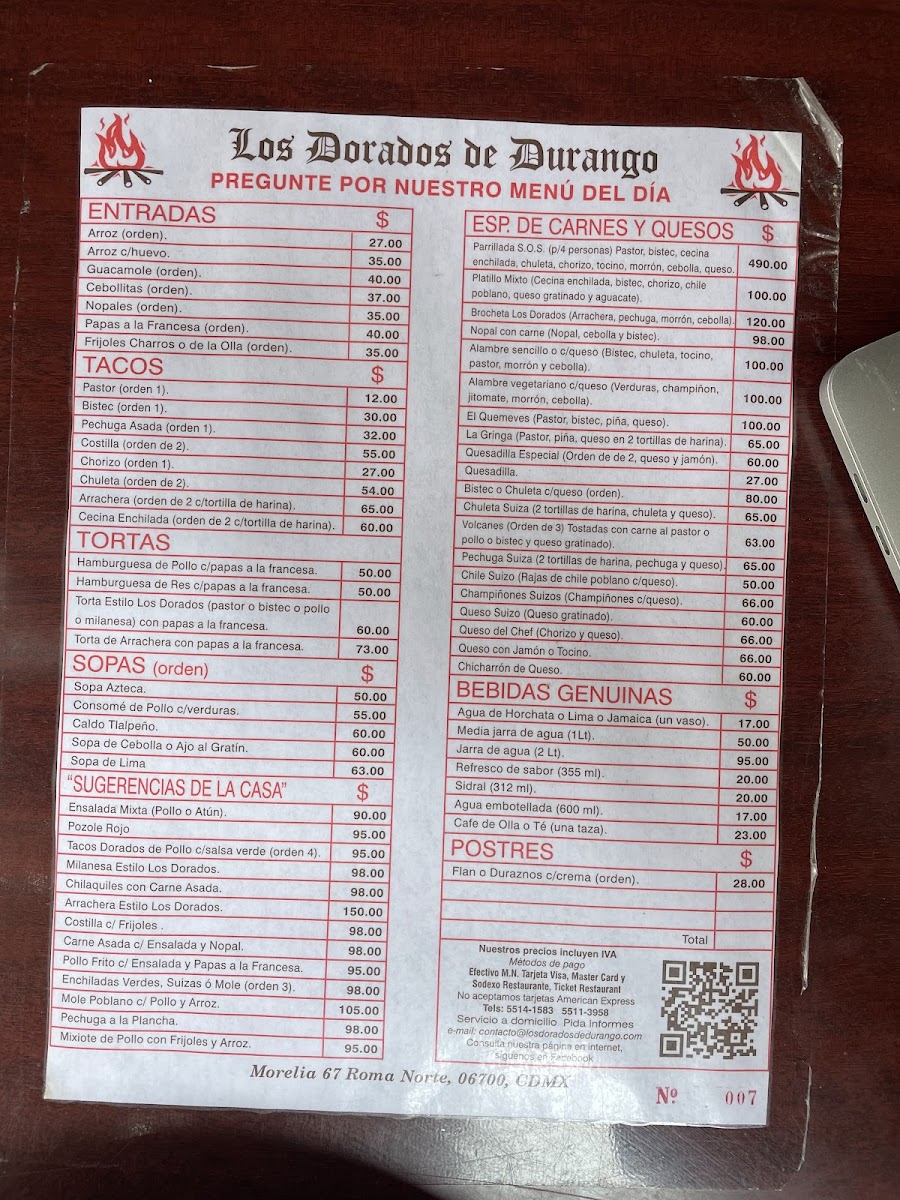 Los Dorados de Durango
PREGUNTE POR NUESTRO MENÚ DEL DÍA
ENTRADAS $
Arroz (orden). 27.00
Arroz c/huevo. 35.00
Guacamole (orden). 40.00
Cebollitas (orden). 37.00
Nopales (orden). 35.00
Papas a la Francesa (orden). 40.00
Frijoles Charros o de la Olla (orden). 35.00
TACOS $
Pastor (orden 1). 12.00
Bistec (orden 1). 30.00
Pechuga Asada (orden 1). 32.00
Costilla (orden de 2). 55.00
Chorizo (orden 1). 27.00
Chuleta (orden de 2). 54.00
Arrachera (orden de 2 c/tortilla de harina). 65.00
Cecina Enchilada (orden de 2 c/tortilla de harina). 60.00
TORTAS
Hamburguesa de Pollo c/papas a la francesa. 50.00
Hamburguesa de Res c/papas a la francesa. 50.00
Torta Estilo Los Dorados (pastor o bistec o pollo
o milanesa) con papas a la francesa. 60.00
Torta de Arrachera con papas a la francesa. 73.00
SOPAS (orden) $
Sopa Azteca. 50.00
Consomé de Pollo c/verduras. 55.00
Caldo Tlalpeño. 60.00
Sopa de Cebolla o Ajo al Gratín. 60.00
Sopa de Lima 63.00
“SUGERENCIAS DE LA CASA” $
Ensalada Mixta (Pollo o Atún). 90.00
Pozole Rojo 95.00
Tacos Dorados de Pollo c/salsa verde (orden 4). 95.00
Milanesa Estilo Los Dorados. 98.00
Chilaquiles con Carne Asada. 98.00
Arrachera Estilo Los Dorados. 150.00
Costilla c/ Frijoles . 98.00
Carne Asada c/ Ensalada y Nopal. 98.00
Pollo Frito c/ Ensalada y Papas a la Francesa. 95.00
Enchiladas Verdes, Suizas ó Mole (orden 3). 98.00
Mole Poblano c/ Pollo y Arroz. 105.00
Pechuga a la Plancha. 98.00
Mixiote de Pollo con Frijoles y Arroz. 95.00
ESP. DE CARNES Y QUESOS $
Parrillada S.O.S. (p/4 personas) Pastor, bistec, cecina
enchilada, chuleta, chorizo, tocino, morrón, cebolla, queso. 490.00
Platillo Mixto (Cecina enchilada, bistec, chorizo, chile
poblano, queso gratinado y aguacate). 100.00
Brocheta Los Dorados (Arrachera, pechuga, morrón, cebolla). 120.00
Nopal con carne (Nopal, cebolla y bistec). 98.00
Alambre sencillo o c/queso (Bistec, chuleta, tocino,
pastor, morrón y cebolla). 100.00
Alambre vegetariano c/queso (Verduras, champiñon,
jitomate, morrón, cebolla). 100.00
El Quemeves (Pastor, bistec, piña, queso). 100.00
La Gringa (Pastor, piña, queso en 2 tortillas de harina). 65.00
Quesadilla Especial (Orden de de 2, queso y jamón). 60.00
Quesadilla. 27.00
Bistec o Chuleta c/queso (orden). 80.00
Chuleta Suiza (2 tortillas de harina, chuleta y queso). 65.00
Volcanes (Orden de 3) Tostadas con carne al pastor o
pollo o bistec y queso gratinado). 63.00
Pechuga Suiza (2 tortillas de harina, pechuga y queso). 65.00
Chile Suizo (Rajas de chile poblano c/queso). 50.00
Champiñones Suizos (Champiñones c/queso). 66.00
Queso Suizo (Queso gratinado). 60.00
Queso del Chef (Chorizo y queso). 66.00
Queso con Jamón o Tocino. 66.00
Chicharrón de Queso. 60.00
BEBIDAS GENUINAS $
Agua de Horchata o Lima o Jamaica (un vaso). 17.00
Media jarra de agua (1Lt). 50.00
Jarra de agua (2 Lt). 95.00
Refresco de sabor (355 ml). 20.00
Sidral (312 ml). 20.00
Agua embotellada (600 ml). 17.00
Cafe de Olla o Té (una taza). 23.00
POSTRES $
Flan o Duraznos c/crema (orden). 28.00
Total
Nuestros precios incluyen IVA
Métodos de pago
Efectivo M.N. Tarjeta Visa, Master Card y
Sodexo Restaurante, Ticket Restaurant
No aceptamos tarjetas American Express
Tels: 5514-1583 5511-3958
Servicio a domicilio Pida Informes
e-mail: contacto@losdoradosdedurango.com
Consulta nuestra página en internet,
siguenos en Facebook
Morelia 67 Roma Norte, 06700, CDMX
Nº 007